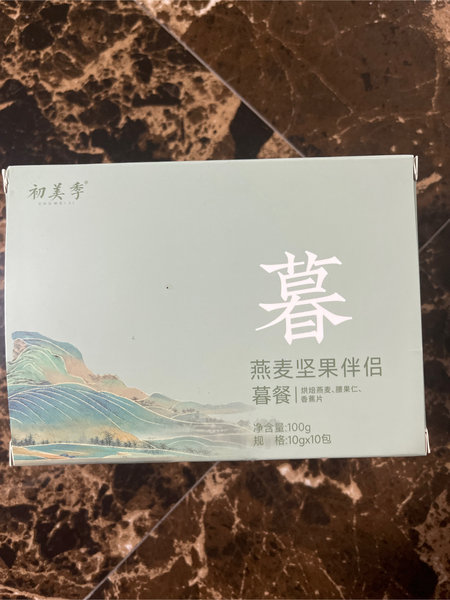 初美季®
暮
燕麦坚果伴侣
暮餐 | 烘焙燕麦、腰果仁、
香蕉片
净含量:100g
规 格:10gx10包